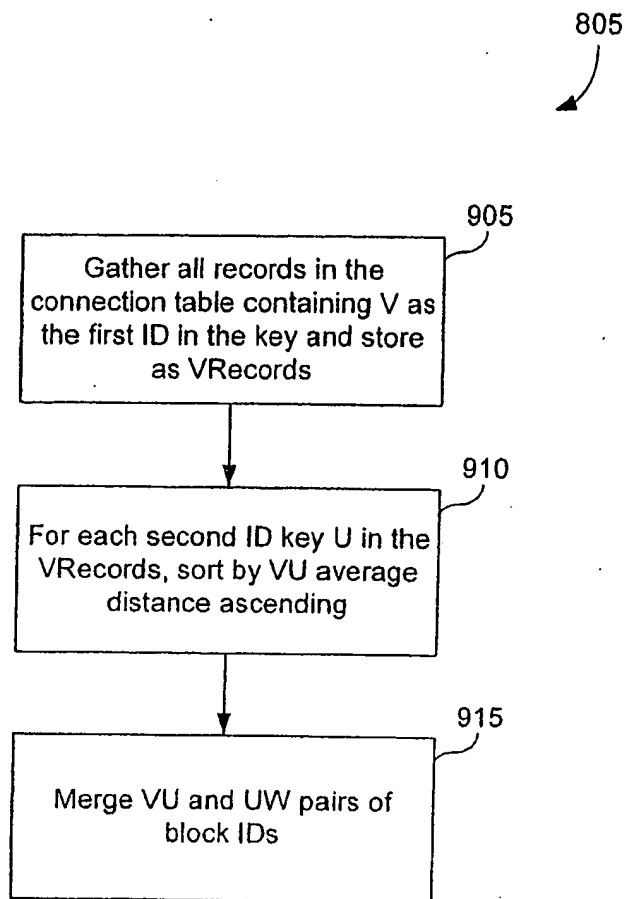 805
905
Gather all records in the
connection table containing V as
the first ID in the key and store
as VRecords
910
For each second ID key U in the
VRecords, sort by VU average
distance ascending
915
Merge VU and UW pairs of
block IDs